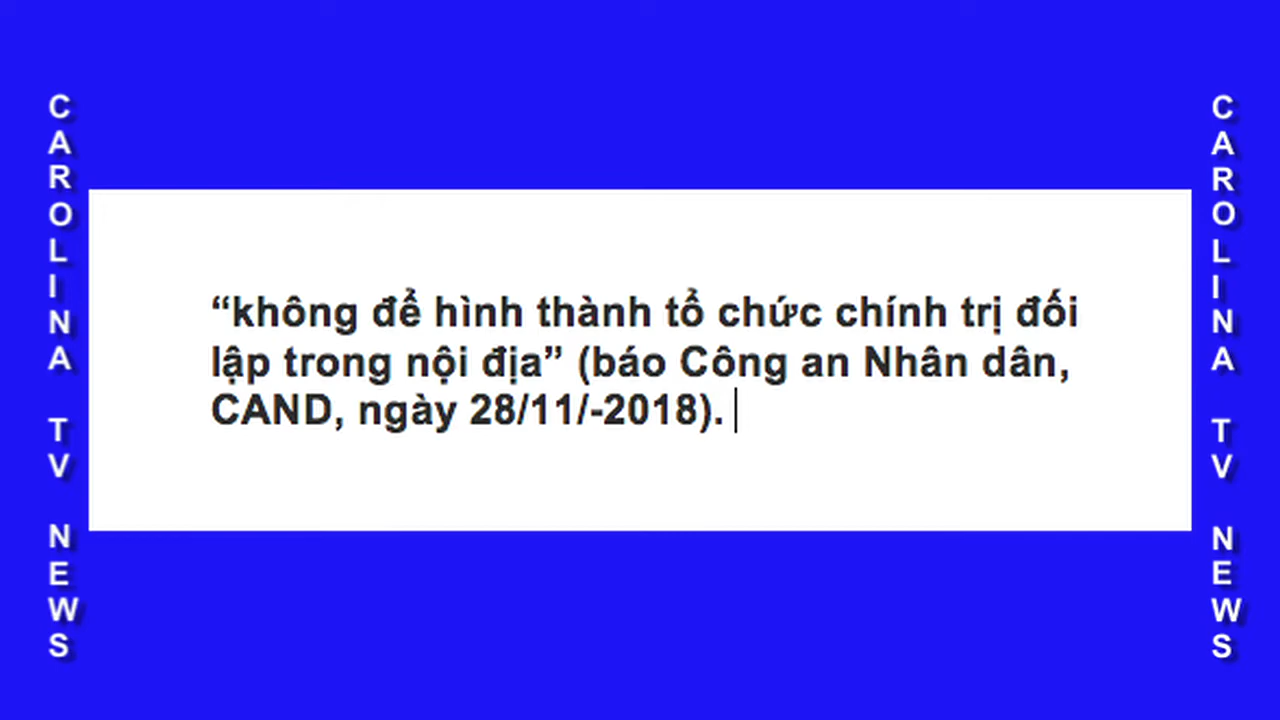 CAROLINA TV NEWS
“không để hình thành tổ chức chính trị đối
lập trong nội địa” (báo Công an Nhân dân,
CAND, ngày 28/11/-2018).
CAROLINA TV NEWS